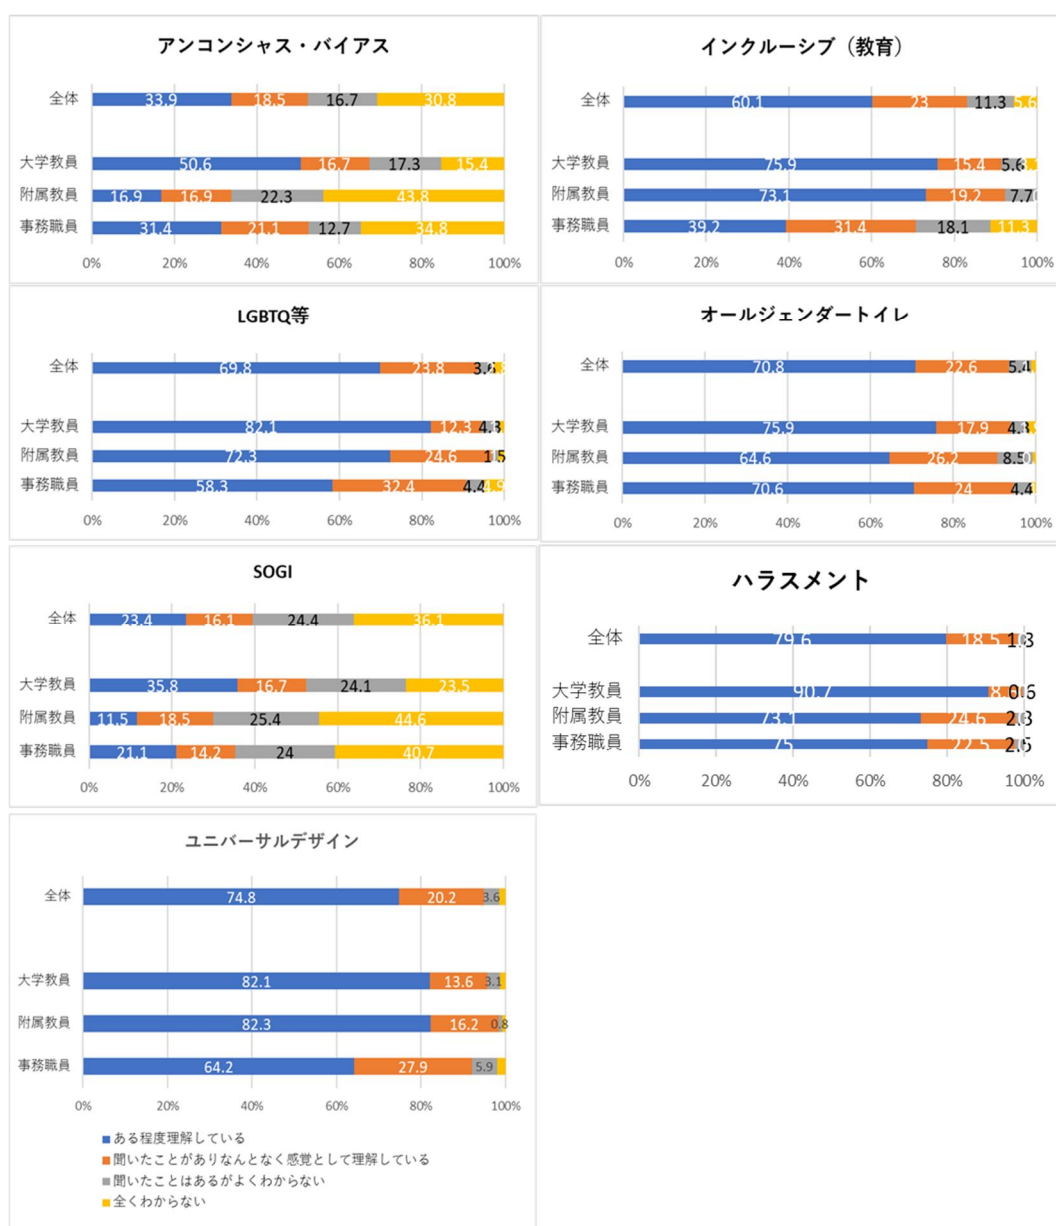 アンコンシャス・バイアス
全体 33.9 18.5 16.7 30.8
大学教員 50.6 16.7 17.3 15.4
附属教員 16.9 16.9 22.3 43.8
事務職員 31.4 21.1 12.7 34.8
0% 20% 40% 60% 80% 100%
インクルーシブ（教育）
全体 60.1 23 11.3 5.6
大学教員 75.9 15.4 5.6
附属教員 73.1 19.2 7.7
事務職員 39.2 31.4 18.1 11.3
0% 20% 40% 60% 80% 100%
LGBTQ等
全体 69.8 23.8 3.6
大学教員 82.1 12.3 4.3
附属教員 72.3 24.6 1.5
事務職員 58.3 32.4 4.4 4.9
0% 20% 40% 60% 80% 100%
オールジェンダートイレ
全体 70.8 22.6 5.4
大学教員 75.9 17.9 4.3
附属教員 64.6 26.2 8.5
事務職員 70.6 24 4.4
0% 20% 40% 60% 80% 100%
SOGI
全体 23.4 16.1 24.4 36.1
大学教員 35.8 16.7 24.1 23.5
附属教員 11.5 18.5 25.4 44.6
事務職員 21.1 14.2 24 40.7
0% 20% 40% 60% 80% 100%
ハラスメント
全体 79.6 18.5 1.8
大学教員 90.7 0.6
附属教員 73.1 24.6 2.3
事務職員 75 22.5 2.5
0% 20% 40% 60% 80% 100%
ユニバーサルデザイン
全体 74.8 20.2 3.6
大学教員 82.1 13.6 3.1
附属教員 82.3 16.2 0.8
事務職員 64.2 27.9 5.9
0% 20% 40% 60% 80% 100%
ある程度理解している
聞いたことがありなんとなく感覚として理解している
聞いたことはあるがよくわからない
全くわからない